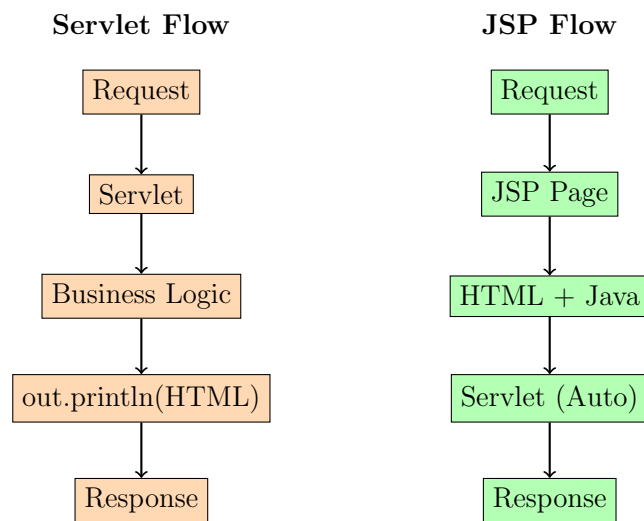 Servlet Flow
Request
Servlet
Business Logic
out.println(HTML)
Response
JSP Flow
Request
JSP Page
HTML + Java
Servlet (Auto)
Response